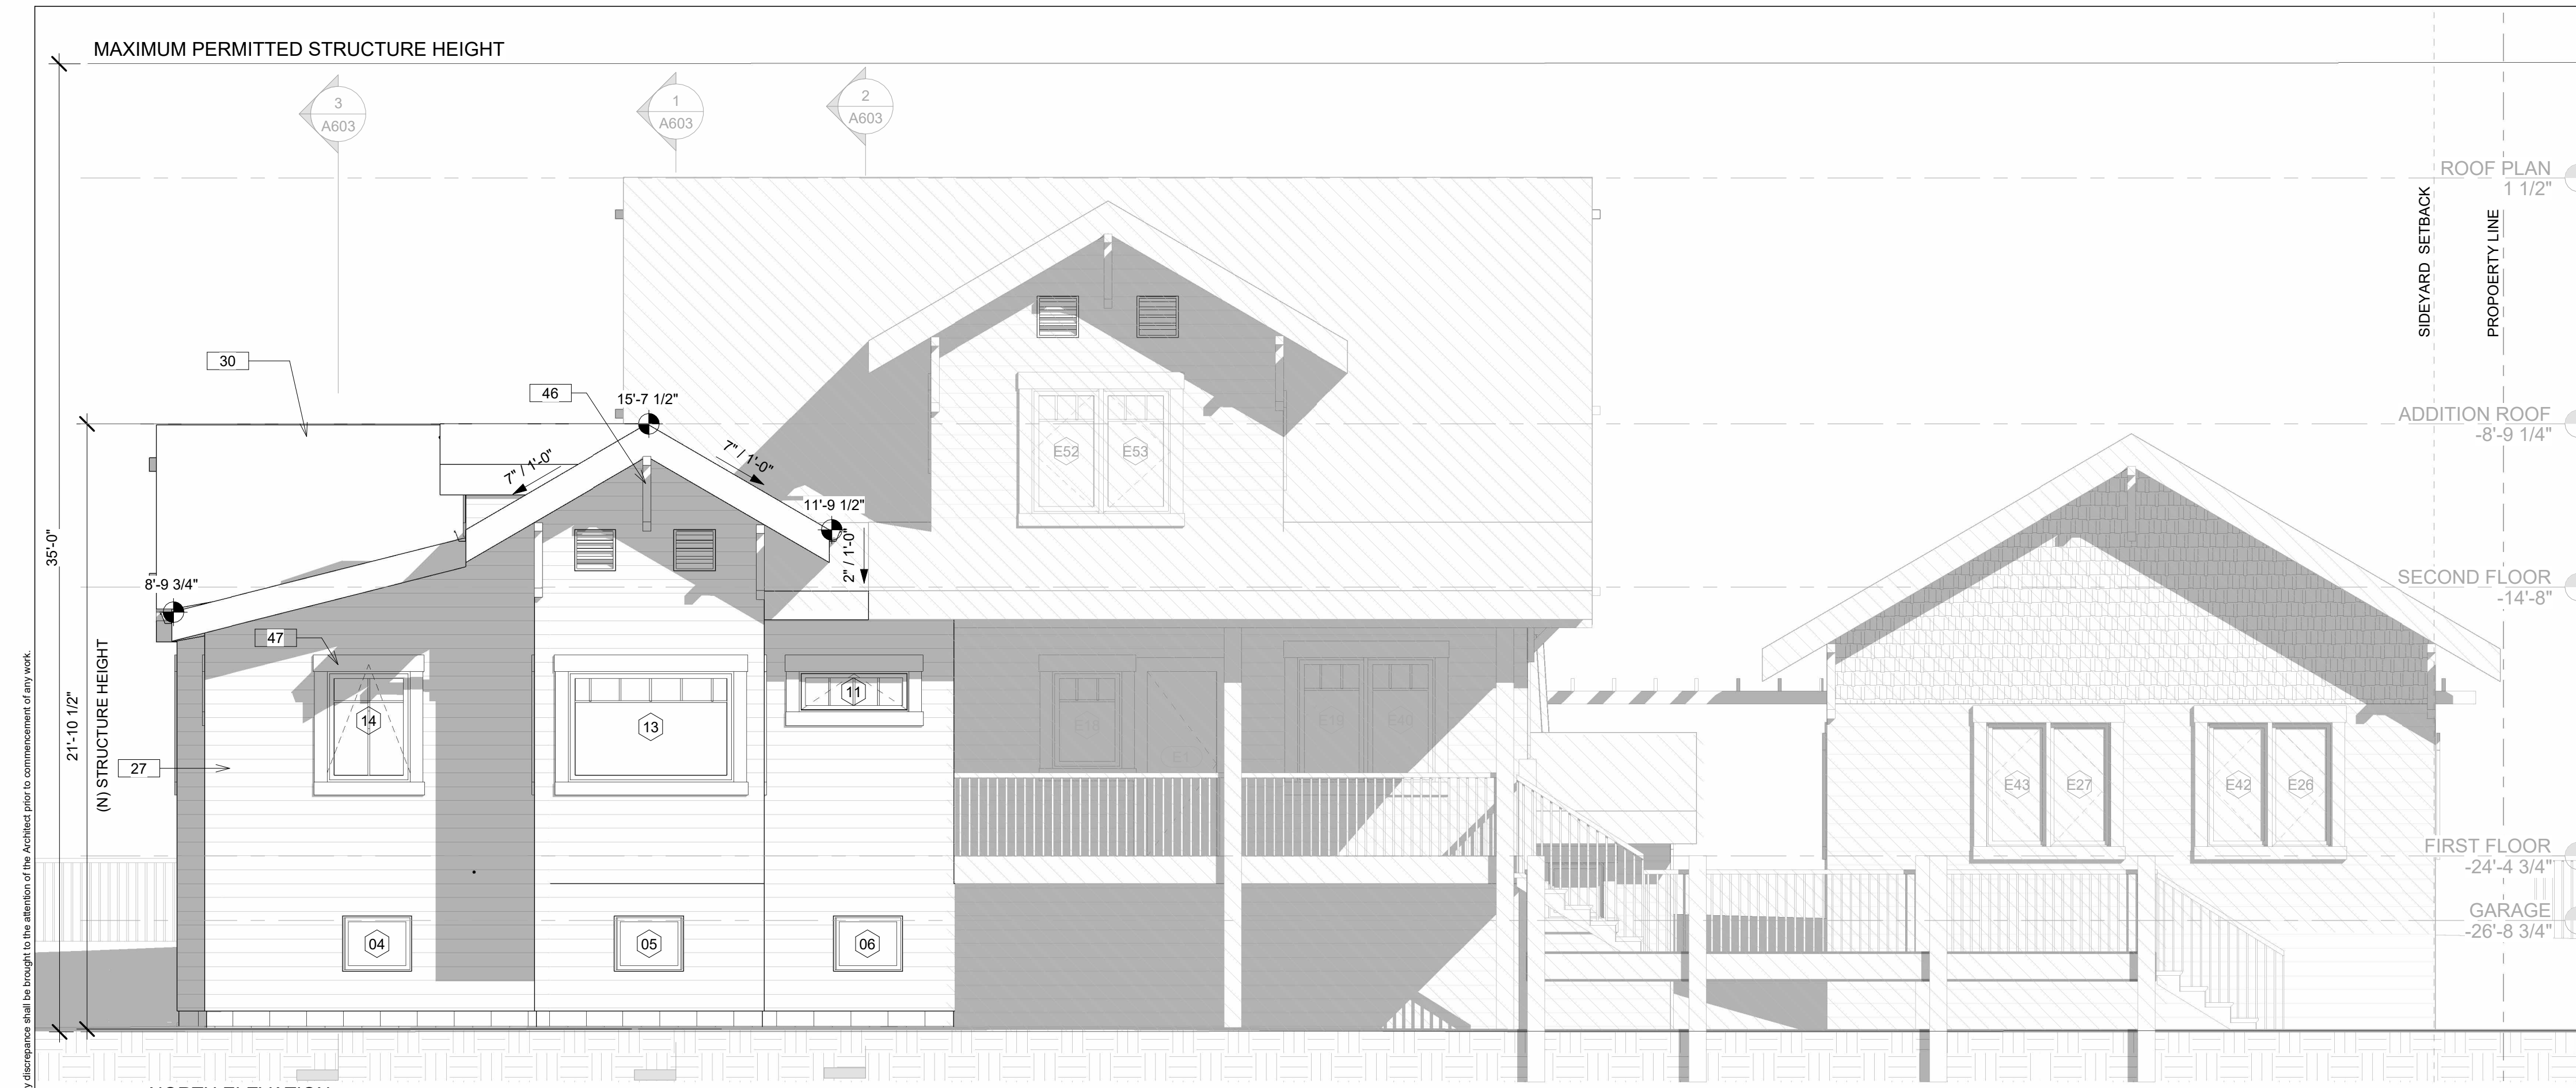 MAXIMUM PERMITTED STRUCTURE HEIGHT
3
A603
1
A603
2
A603
ROOF PLAN
1 1/2"
SIDEYARD SETBACK
PROPOERTY LINE
30
46
15'-7 1/2"
7" / 1'-0"
7" / 1'-0"
11'-9 1/2"
2" / 1'-0"
E52
E53
ADDITION ROOF
-8'-9 1/4"
35'-0"
8'-9 3/4"
SECOND FLOOR
-14'-8"
47
21'-10 1/2"
(N) STRUCTURE HEIGHT
27
14
13
11
E18
E1
E19
E40
E43
E27
E42
E26
FIRST FLOOR
-24'-4 3/4"
GARAGE
-26'-8 3/4"
04
05
06
discrepance shall be brought to the attention of the Architect prior to commencement of any work.